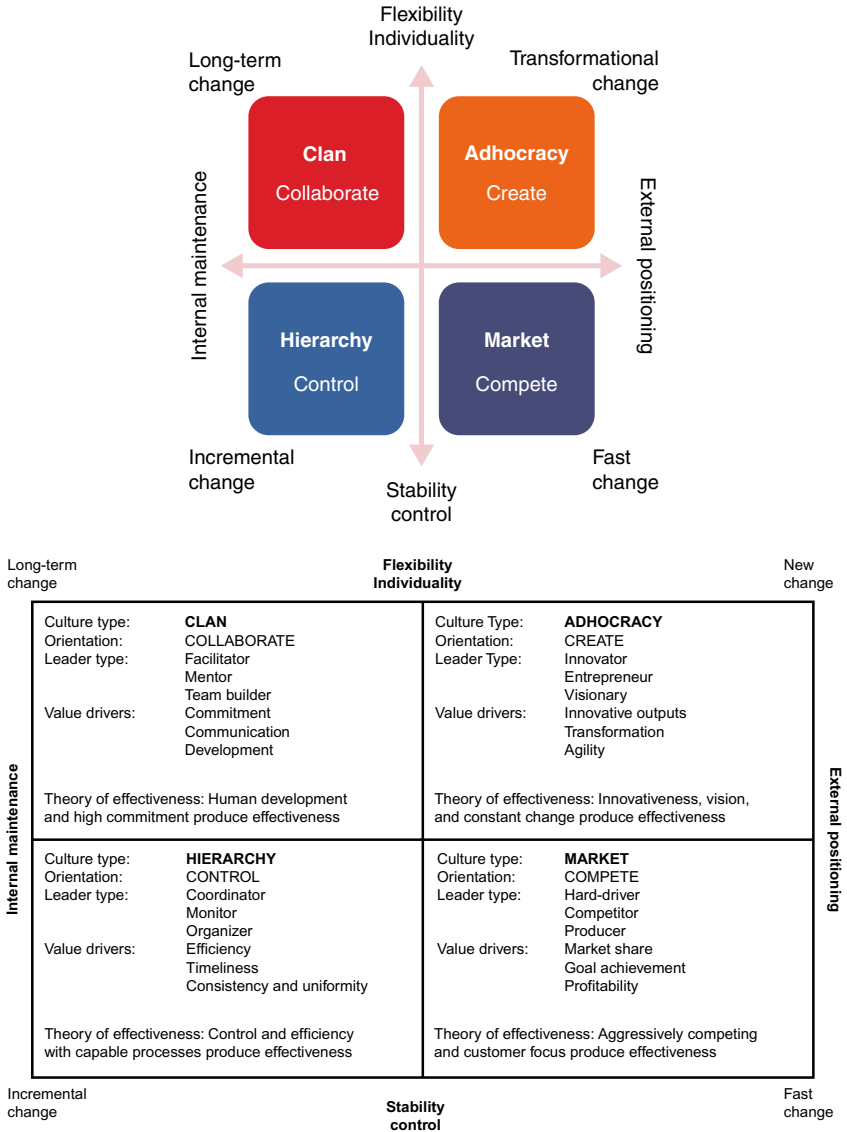 Flexibility
Individuality
Long-term
change
Transformational
change
Clan
Collaborate
Adhocracy
Create
Internal maintenance
External positioning
Hierarchy
Control
Market
Compete
Incremental
change
Fast
change
Stability
control
Long-term
change
Flexibility
Individuality
New
change
Culture type: CLAN
Orientation: COLLABORATE
Leader type: Facilitator
Mentor
Team builder
Value drivers: Commitment
Communication
Development
Theory of effectiveness: Human development
and high commitment produce effectiveness
Culture Type: ADHOCRACY
Orientation: CREATE
Leader Type: Innovator
Entrepreneur
Visionary
Value drivers: Innovative outputs
Transformation
Agility
Theory of effectiveness: Innovativeness, vision,
and constant change produce effectiveness
Internal maintenance
External positioning
Culture type: HIERARCHY
Orientation: CONTROL
Leader type: Coordinator
Monitor
Organizer
Value drivers: Efficiency
Timeliness
Consistency and uniformity
Theory of effectiveness: Control and efficiency
with capable processes produce effectiveness
Culture type: MARKET
Orientation: COMPETE
Leader type: Hard-driver
Competitor
Producer
Value drivers: Market share
Goal achievement
Profitability
Theory of effectiveness: Aggressively competing
and customer focus produce effectiveness
Incremental
change
Stability
control
Fast
change